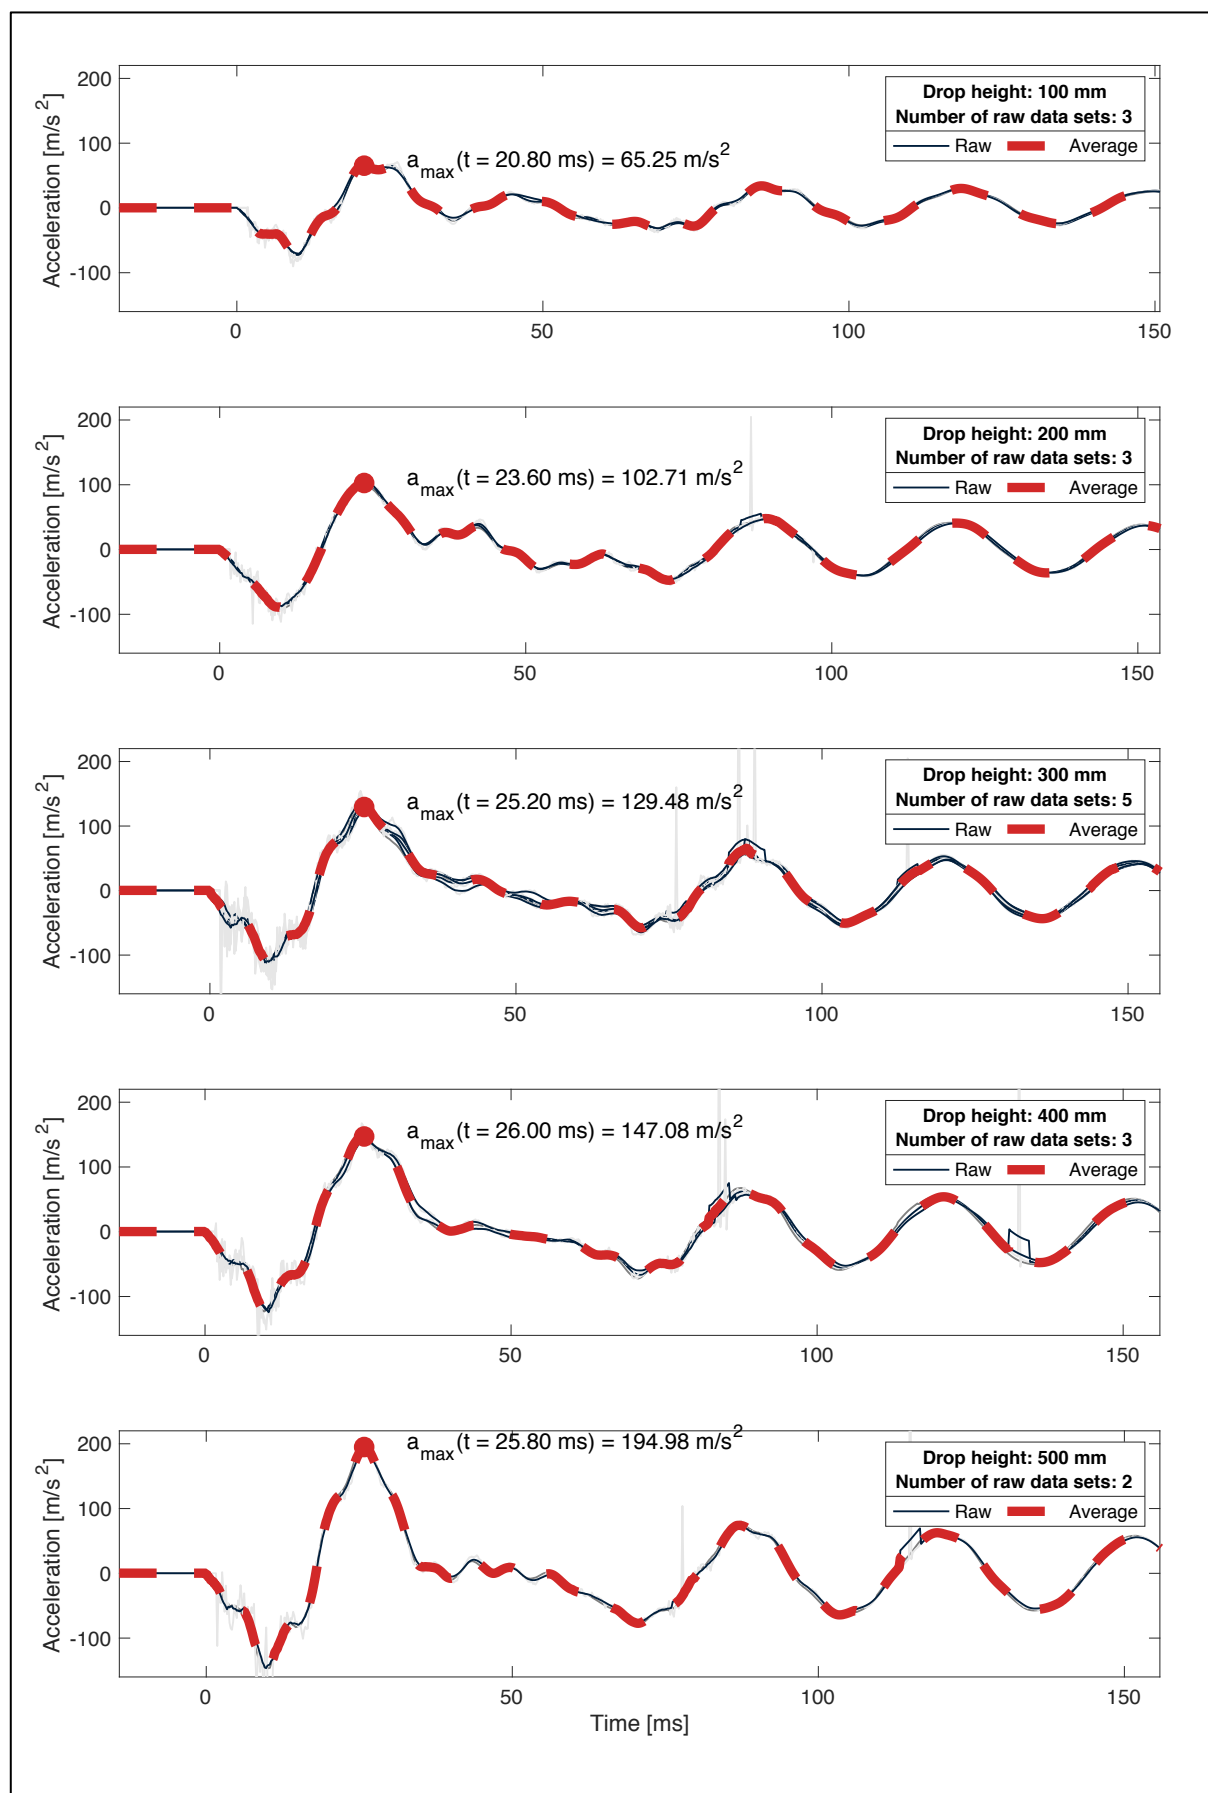 200
100
0
-100
Acceleration [m/s²]
a_max(t = 20.80 ms) = 65.25 m/s²
Drop height: 100 mm
Number of raw data sets: 3
Raw Average
0 50 100 150
200
100
0
-100
Acceleration [m/s²]
a_max(t = 23.60 ms) = 102.71 m/s²
Drop height: 200 mm
Number of raw data sets: 3
Raw Average
0 50 100 150
200
100
0
-100
Acceleration [m/s²]
a_max(t = 25.20 ms) = 129.48 m/s²
Drop height: 300 mm
Number of raw data sets: 5
Raw Average
0 50 100 150
200
100
0
-100
Acceleration [m/s²]
a_max(t = 26.00 ms) = 147.08 m/s²
Drop height: 400 mm
Number of raw data sets: 3
Raw Average
0 50 100 150
200
100
0
-100
Acceleration [m/s²]
a_max(t = 25.80 ms) = 194.98 m/s²
Drop height: 500 mm
Number of raw data sets: 2
Raw Average
0 50 100 150
Time [ms]